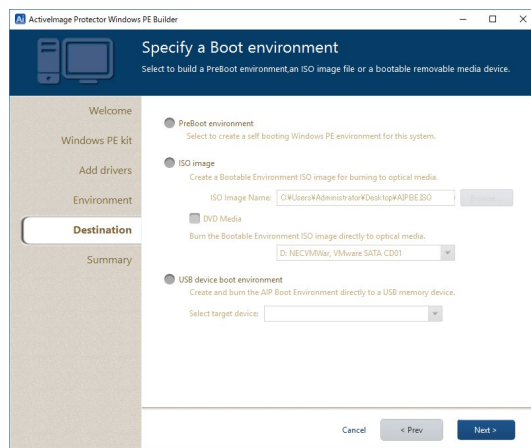 Ai ActiveImage Protector Windows PE Builder
Specify a Boot environment
Select to build a PreBoot environment,an ISO image file or a bootable removable media device.
Welcome
Windows PE kit
Add drivers
Environment
Destination
Summary
PreBoot environment
Select to create a self booting Windows PE environment for this system.
ISO image
Create a Bootable Environment ISO image for burning to optical media.
ISO Image Name:
C:¥Users¥Administrator¥Desktop¥AIPBE.ISO
DVD Media
Burn the Bootable Environment ISO image directly to optical media.
D: NECVMWar, VMware SATA CD01
USB device boot environment
Create and burn the AIP Boot Environment directly to a USB memory device.
Select target device:
Cancel
< Prev
Next >